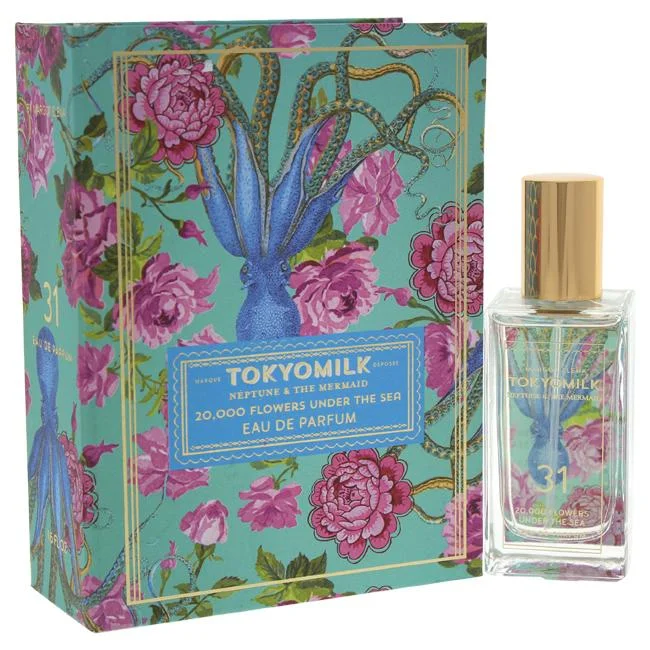 31
EAU DE PARFUM
MARQUE TOKYOMILK DEPOSEE
NEPTUNE & THE MERMAID
20,000 FLOWERS UNDER THE SEA
EAU DE PARFUM
TOKYOMILK
NEPTUNE & THE MERMAID
31
20,000 FLOWERS
UNDER THE SEA